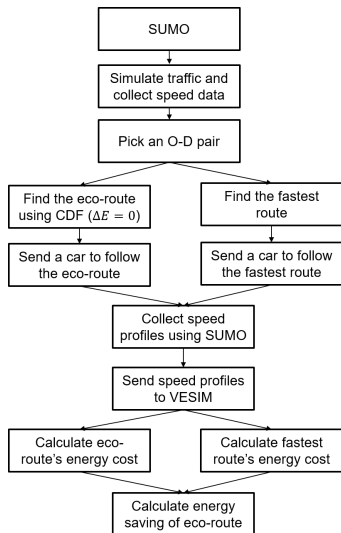 SUMO
Simulate traffic and
collect speed data
Pick an O-D pair
Find the eco-route
using CDF (Δ𝐸 = 0)
Find the fastest
route
Send a car to follow
the eco-route
Send a car to follow
the fastest route
Collect speed
profiles using SUMO
Send speed profiles
to VESIM
Calculate eco-
route's energy cost
Calculate fastest
route's energy cost
Calculate energy
saving of eco-route